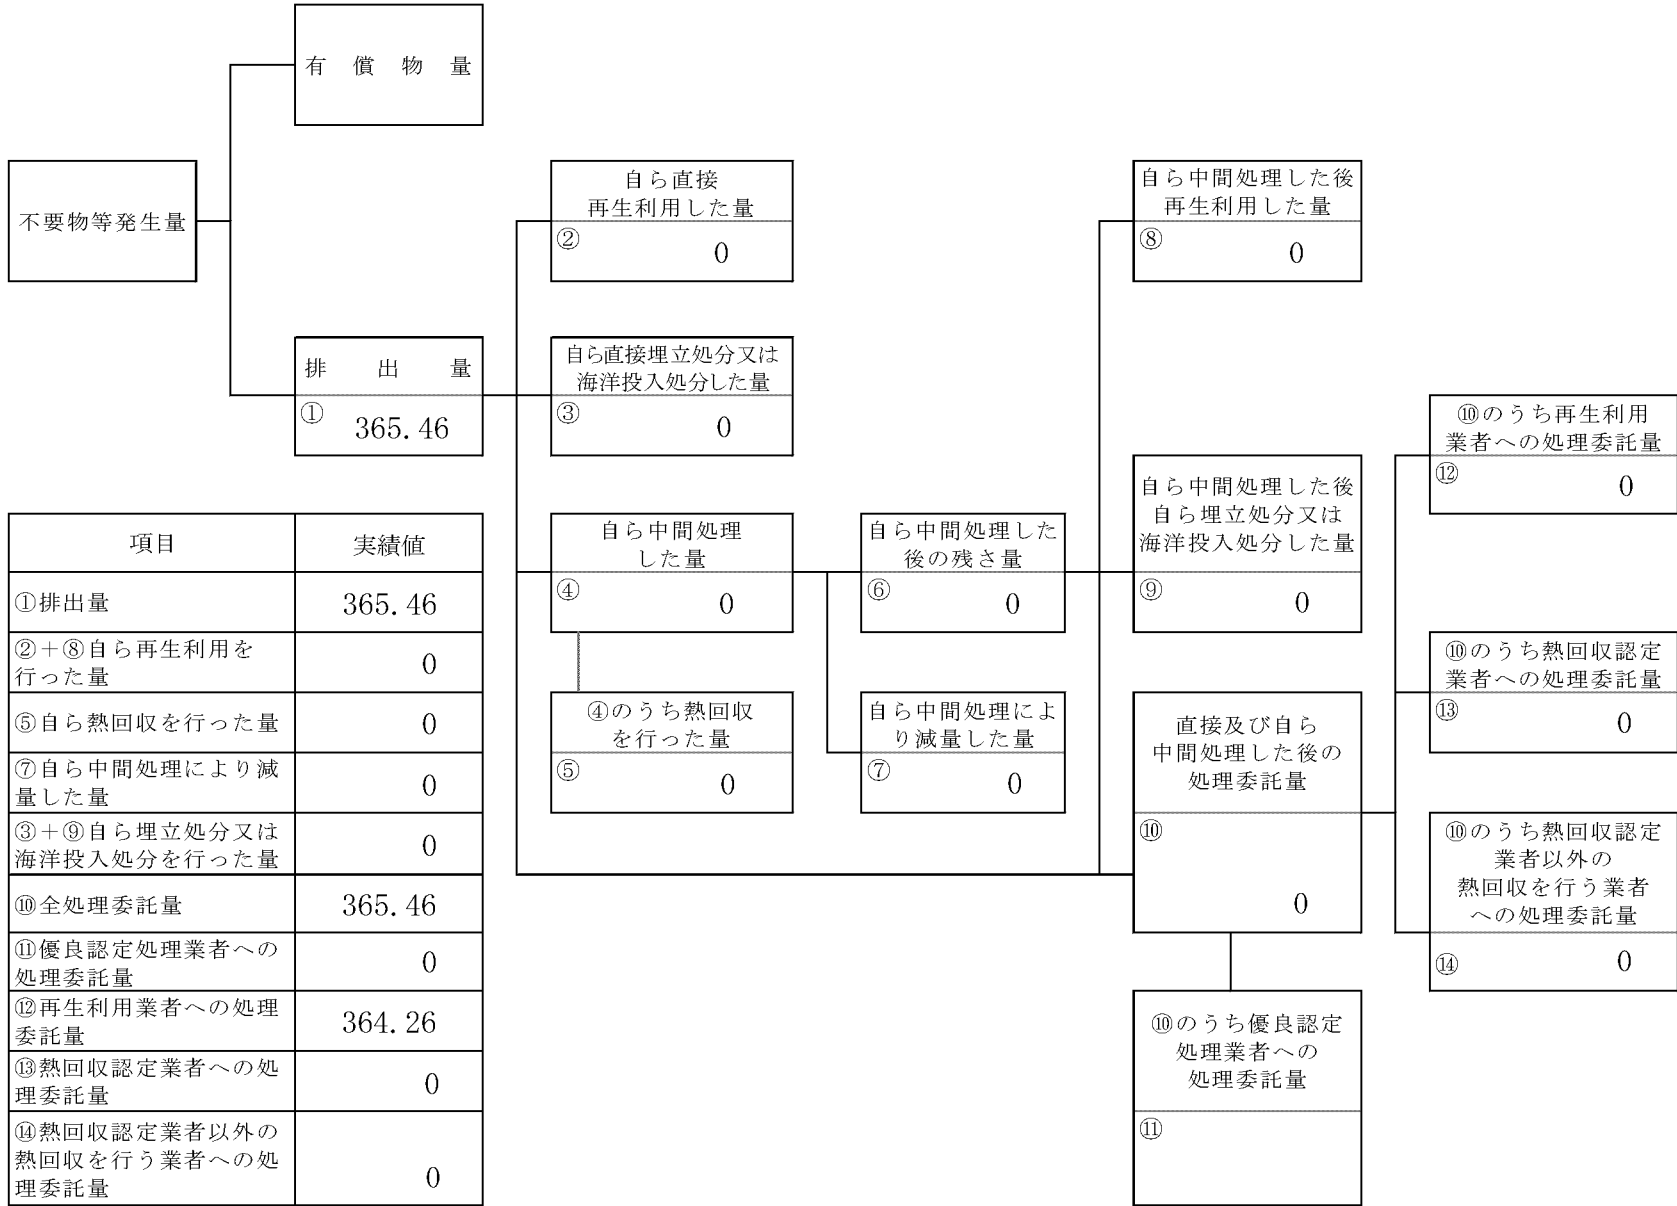 有償物量
不要物等発生量
排出量
① 365.46
自ら直接
再生利用した量
② 0
自ら直接埋立処分又は
海洋投入処分した量
③ 0
自ら中間処理
した量
④ 0
④のうち熱回収
を行った量
⑤ 0
自ら中間処理した
後の残さ量
⑥ 0
自ら中間処理によ
り減量した量
⑦ 0
自ら中間処理した後
再生利用した量
⑧ 0
自ら中間処理した後
自ら埋立処分又は
海洋投入処分した量
⑨ 0
直接及び自ら
中間処理した後の
処理委託量
⑩
0
⑩のうち優良認定
処理業者への
処理委託量
⑪
⑩のうち再生利用
業者への処理委託量
⑫ 0
⑩のうち熱回収認定
業者への処理委託量
⑬ 0
⑩のうち熱回収認定
業者以外の
熱回収を行う業者
への処理委託量
⑭ 0
項目 実績値
①排出量 365.46
②+⑧自ら再生利用を
行った量 0
⑤自ら熱回収を行った量 0
⑦自ら中間処理により減
量した量 0
③+⑨自ら埋立処分又は
海洋投入処分を行った量 0
⑩全処理委託量 365.46
⑪優良認定処理業者への
処理委託量 0
⑫再生利用業者への処理
委託量 364.26
⑬熱回収認定業者への処
理委託量 0
⑭熱回収認定業者以外の
熱回収を行う業者への処
理委託量 0